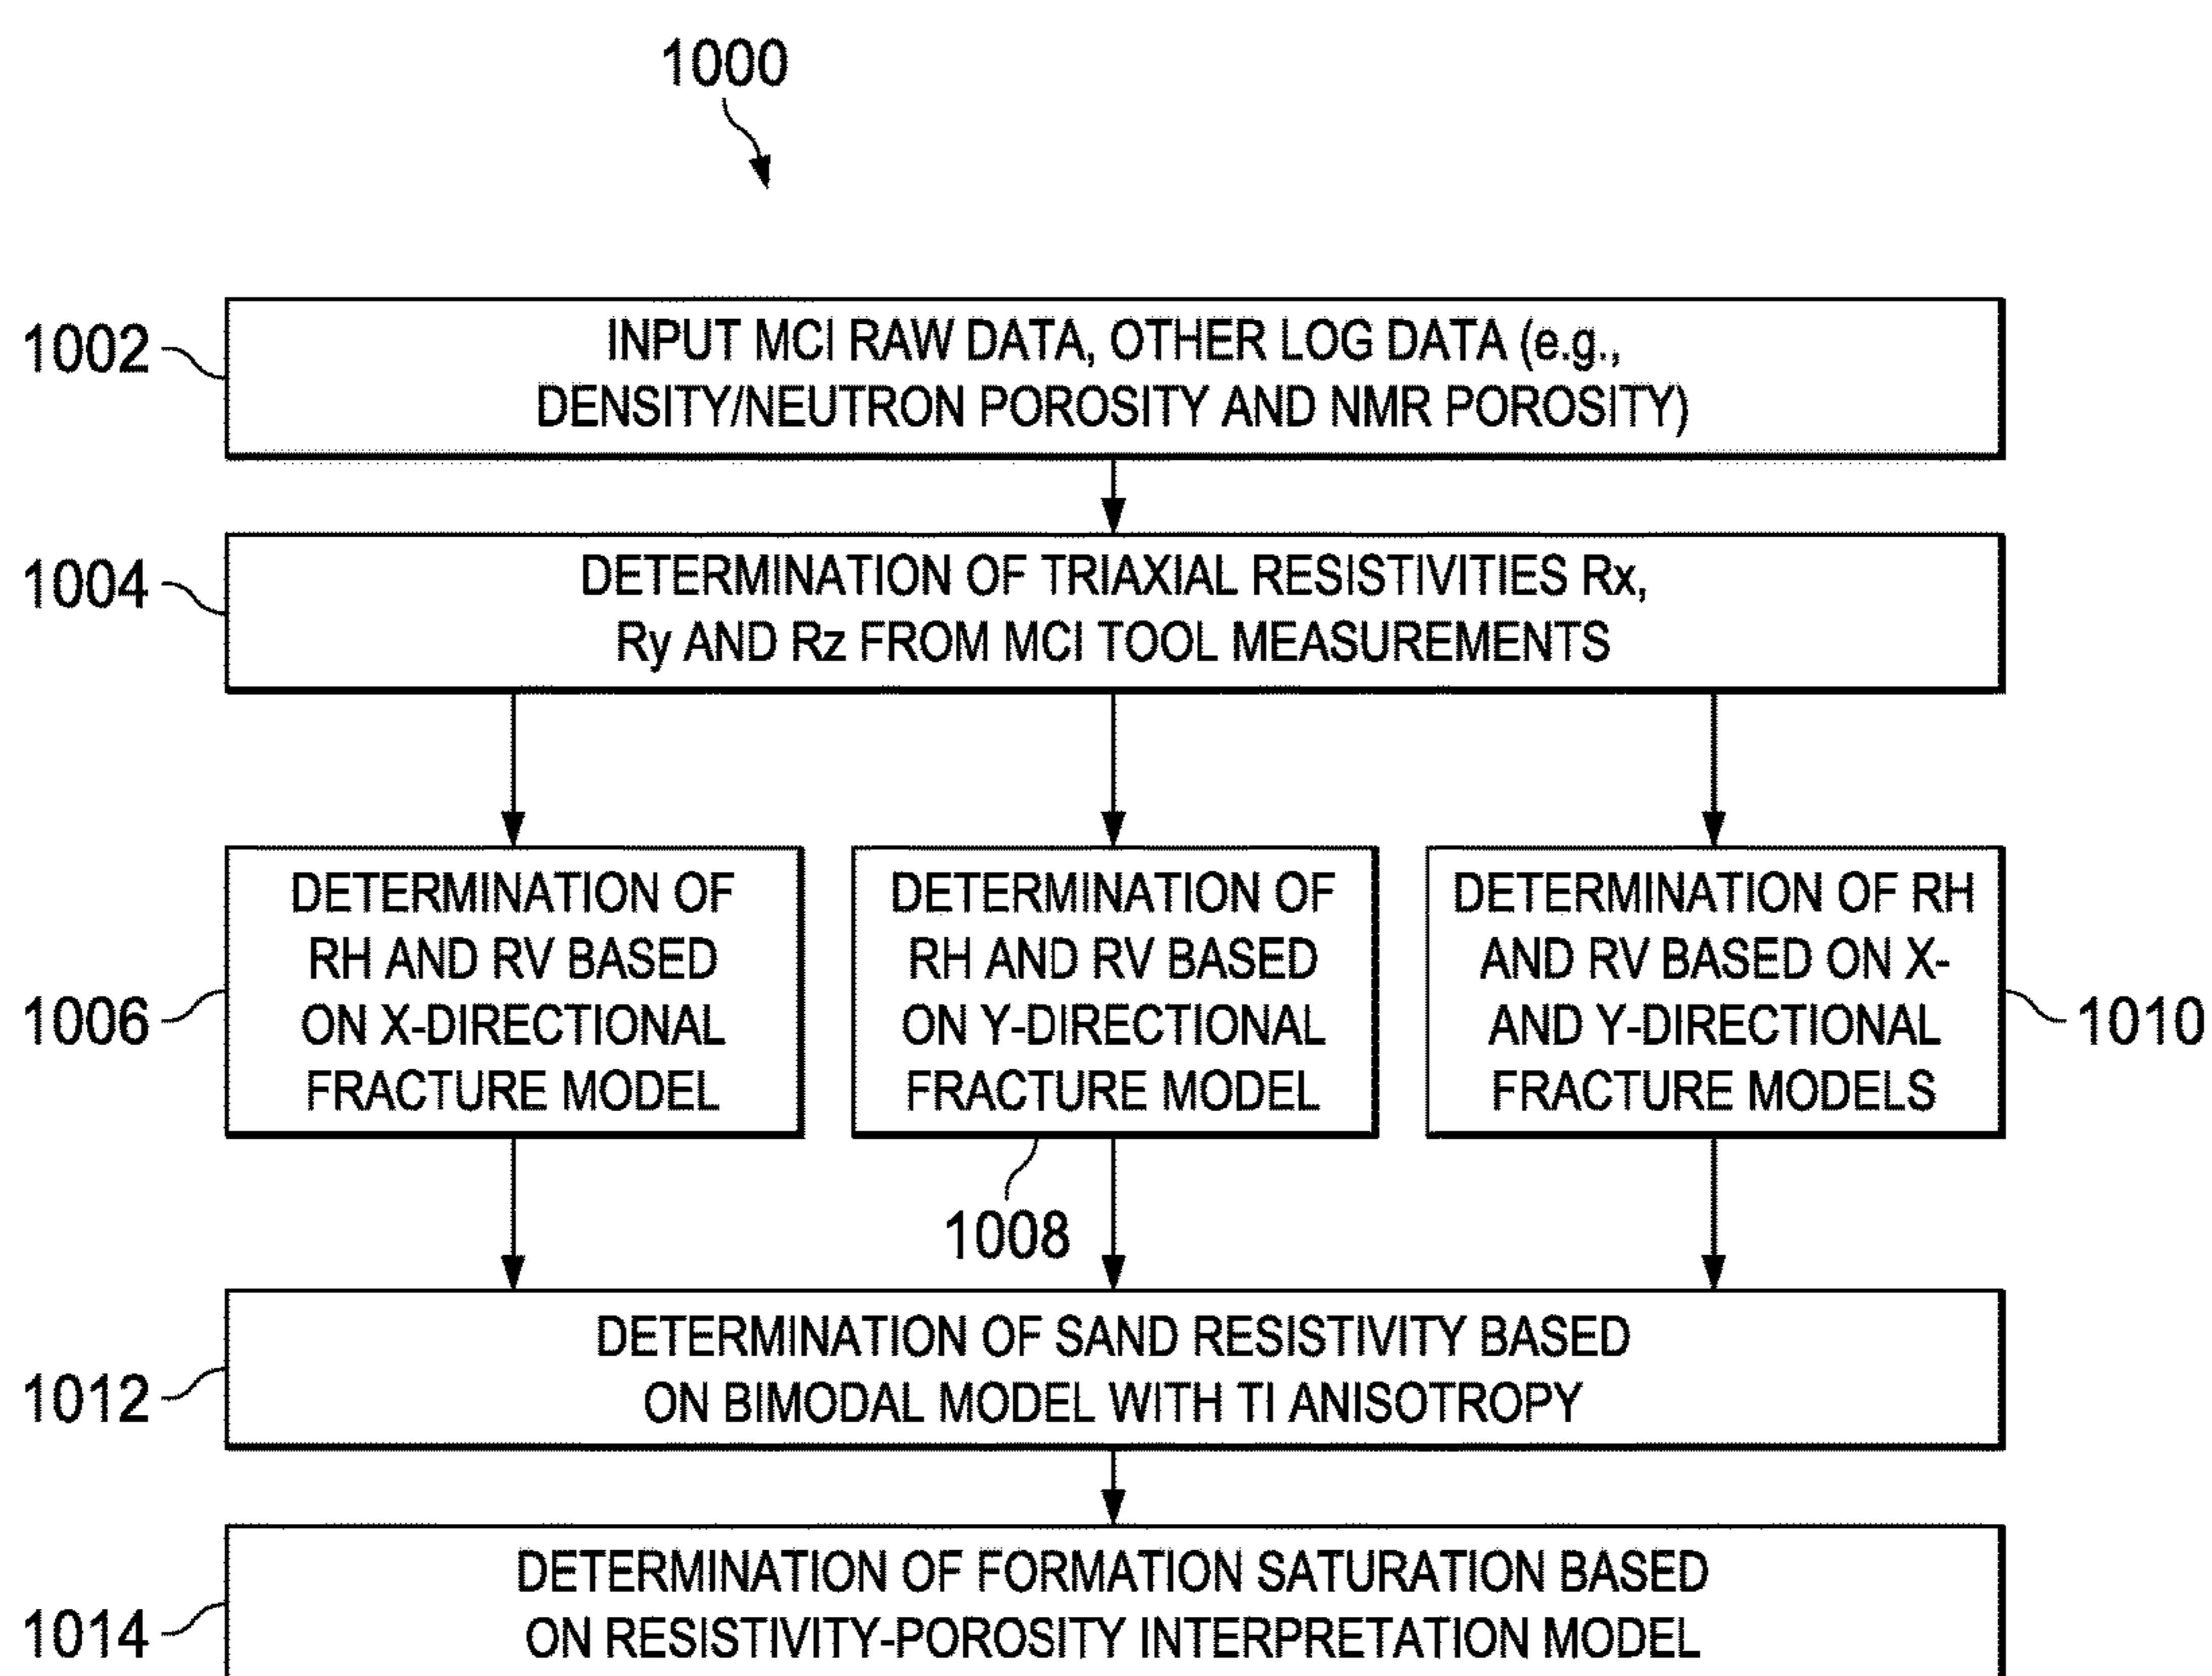 1000
1002
INPUT MCI RAW DATA, OTHER LOG DATA (e.g.,
DENSITY/NEUTRON POROSITY AND NMR POROSITY)
1004
DETERMINATION OF TRIAXIAL RESISTIVITIES Rx,
Ry AND Rz FROM MCI TOOL MEASUREMENTS
1006
DETERMINATION OF
RH AND RV BASED
ON X-DIRECTIONAL
FRACTURE MODEL
DETERMINATION OF
RH AND RV BASED
ON Y-DIRECTIONAL
FRACTURE MODEL
1008
DETERMINATION OF RH
AND RV BASED ON X-
AND Y-DIRECTIONAL
FRACTURE MODELS
1010
1012
DETERMINATION OF SAND RESISTIVITY BASED
ON BIMODAL MODEL WITH TI ANISOTROPY
1014
DETERMINATION OF FORMATION SATURATION BASED
ON RESISTIVITY-POROSITY INTERPRETATION MODEL